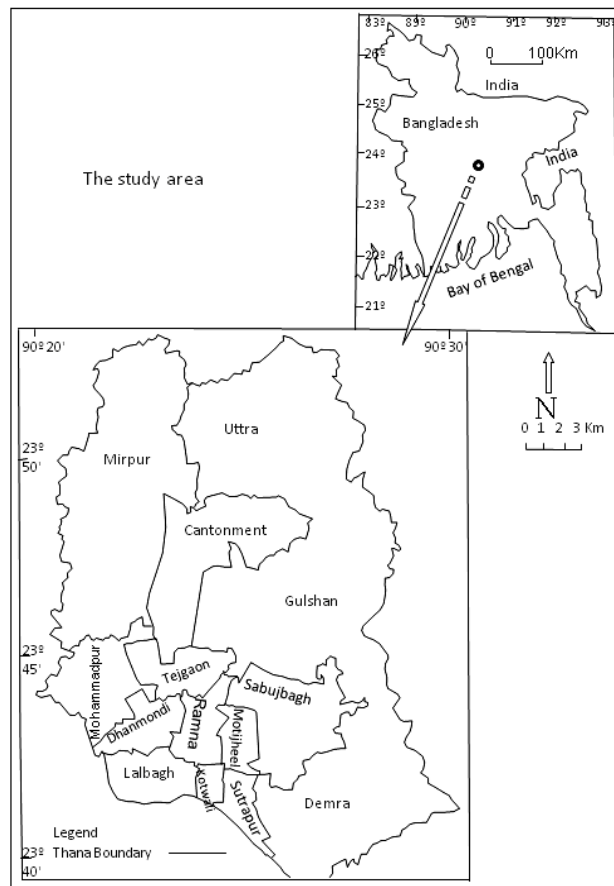 83º 89º 90º 91º 92º 93º
26º
0 100Km
India
25º
Bangladesh
24º
India
The study area
23º
22º
Bay of Bengal
21º
90º 20' 90º 30'
N
0 1 2 3 Km
Uttra
Mirpur
23º
50'
Cantonment
Gulshan
23º
45'
Tejgaon
Mohammadpur
Sabujbagh
Dhanmondi
Ramna
Motijheel
Lalbagh
Kotwali
Sutrapur
Demra
Legend
Thana Boundary
23º
40'